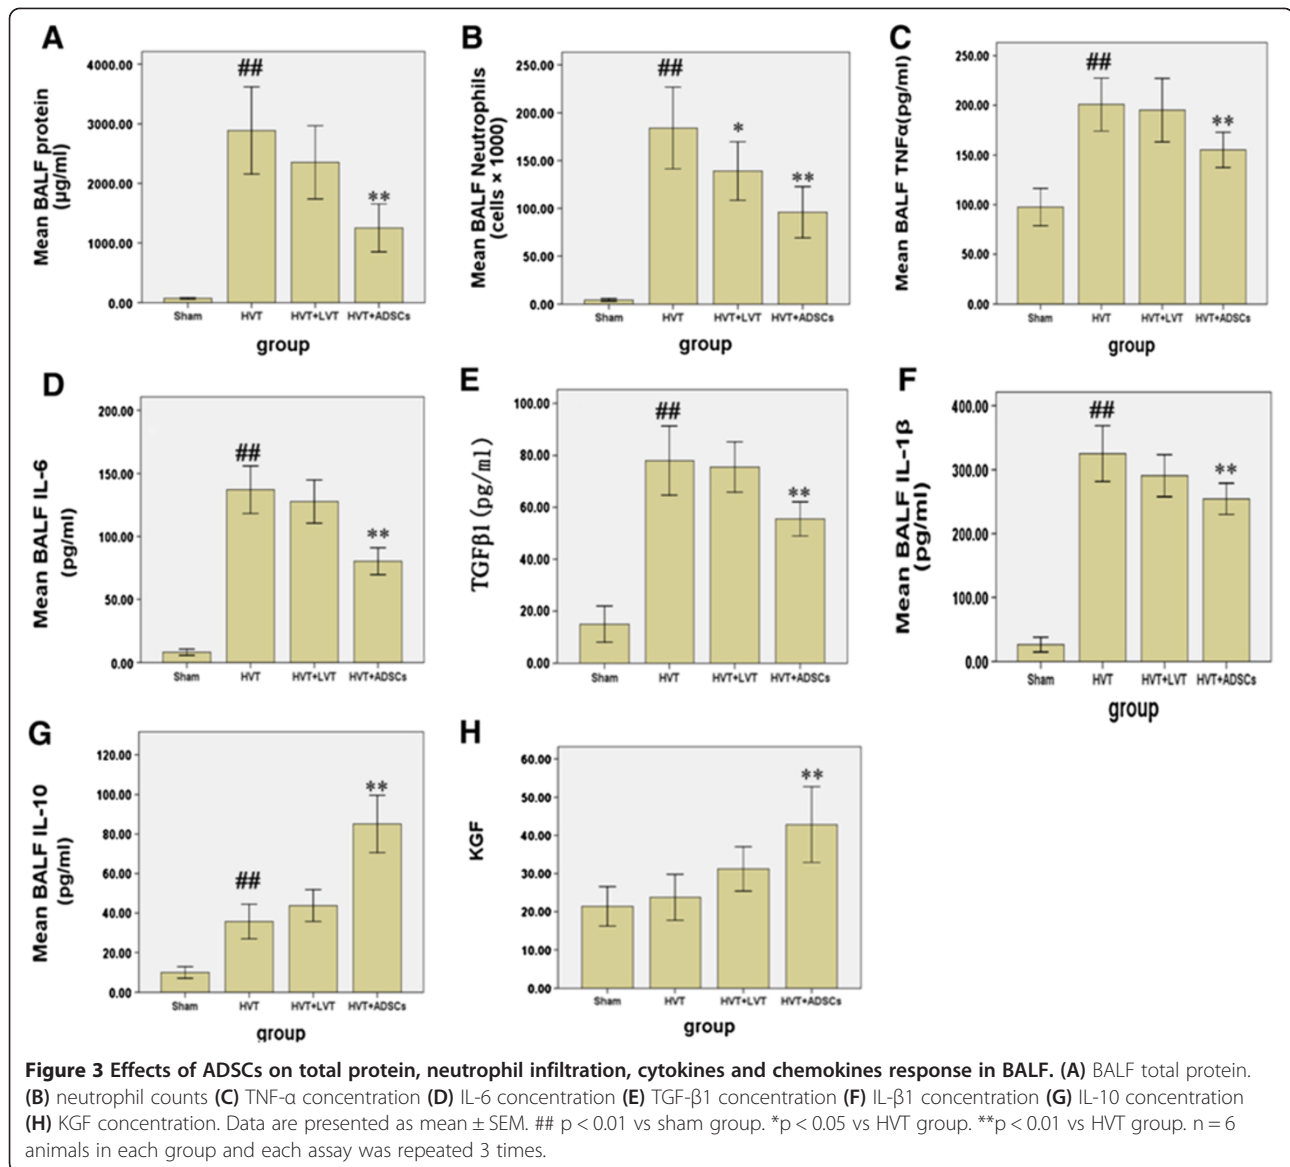 A
Mean BALF protein
(µg/ml)
4000.00
3000.00
2000.00
1000.00
0.00
##
**
Sham HVT HVT+LVT HVT+ADSCs
group
B
Mean BALF Neutrophils
(cells × 1000)
250.00
200.00
150.00
100.00
50.00
0.00
##
*
**
Sham HVT HVT+LVT HVT+ADSCs
group
C
Mean BALF TNFα(pg/ml)
250.00
200.00
150.00
100.00
50.00
0.00
##
**
Sham HVT HVT+LVT HVT+ADSCs
group
D
Mean BALF IL-6
(pg/ml)
200.00
150.00
100.00
50.00
0.00
##
**
Sham HVT HVT+LVT HVT+ADSCs
E
TGFβ1(pg/ml)
100.00
80.00
60.00
40.00
20.00
0.00
##
**
Sham HVT HVT+LVT HVT+ADSCs
F
Mean BALF IL-1β
(pg/ml)
400.00
300.00
300.00
200.00
100.00
0.00
##
**
Sham HVT HVT+LVT HVT+ADSCs
group
G
Mean BALF IL-10
(pg/ml)
120.00
100.00
80.00
60.00
40.00
20.00
0.00
##
**
Sham HVT HVT+LVT HVT+ADSCs
group
H
KGF
60.00
50.00
40.00
30.00
20.00
10.00
0.00
**
Sham HVT HVT+LVT HVT+ADSCs
group
Figure 3 Effects of ADSCs on total protein, neutrophil infiltration, cytokines and chemokines response in BALF. (A) BALF total protein.
(B) neutrophil counts (C) TNF-α concentration (D) IL-6 concentration (E) TGF-β1 concentration (F) IL-β1 concentration (G) IL-10 concentration
(H) KGF concentration. Data are presented as mean ± SEM. ## p < 0.01 vs sham group. *p < 0.05 vs HVT group. **p < 0.01 vs HVT group. n = 6
animals in each group and each assay was repeated 3 times.